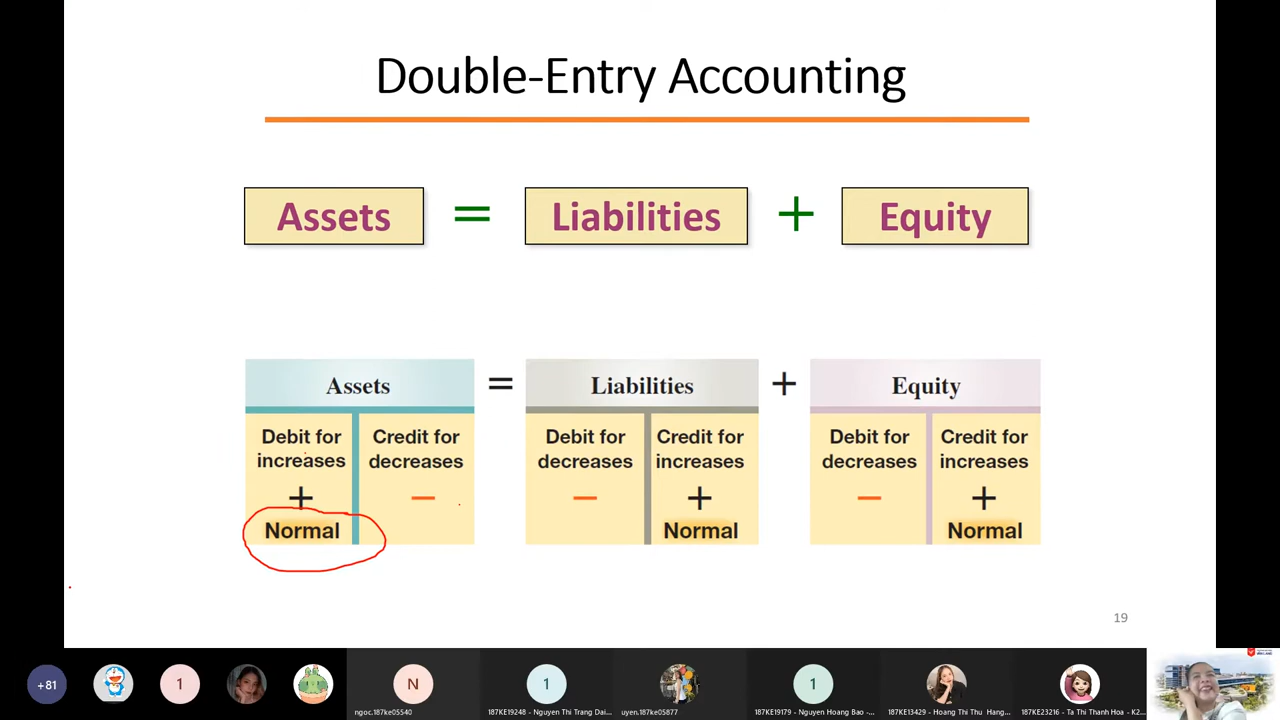 Double-Entry Accounting
Assets = Liabilities + Equity
Assets = Liabilities + Equity
Debit for increases + Normal
Credit for decreases −
Debit for decreases −
Credit for increases + Normal
Debit for decreases −
Credit for increases + Normal
19
+81
1
N
1
1
ngoc.187ke05540
187KE19248 - Nguyen Thi Trang Dai...
uyen.187ke05877
187KE19179 - Nguyen Hoang Bao -...
187KE13429 - Hoang Thi Thu Hang...
187KE23216 - Ta Thi Thanh Hoa - K2...